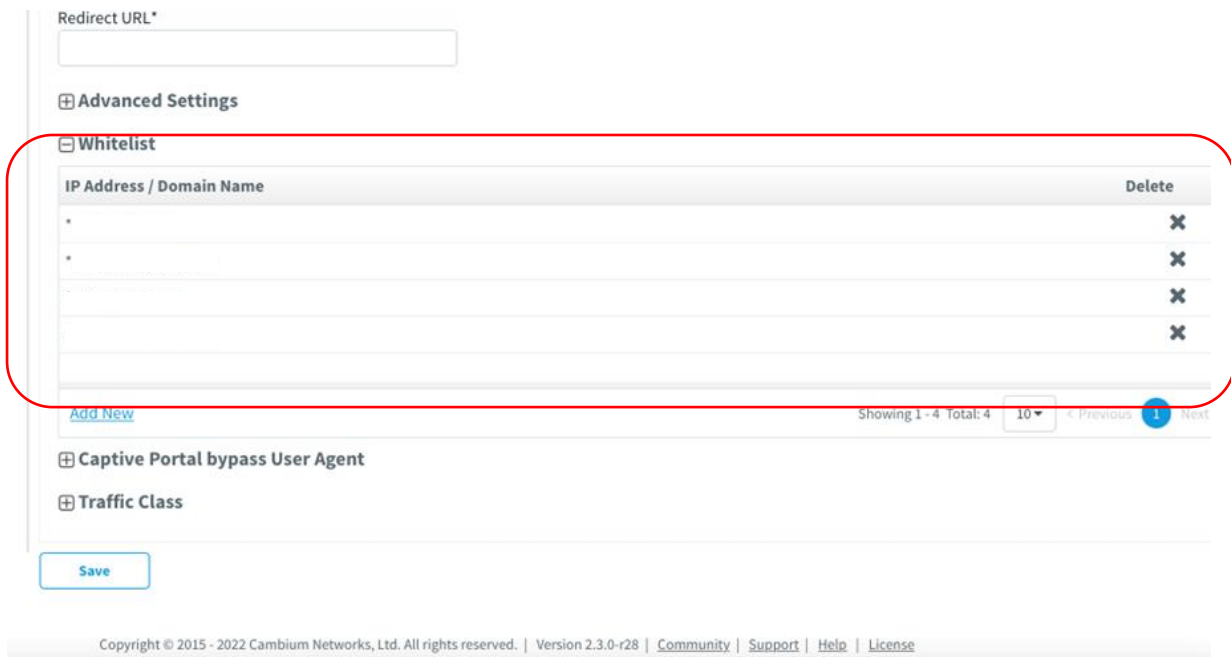 Redirect URL*
Advanced Settings
Whitelist
IP Address / Domain Name Delete
*
*
Add New Showing 1 - 4 Total: 4 10 < Previous 1 Next
Captive Portal bypass User Agent
Traffic Class
Save
Copyright © 2015 - 2022 Cambium Networks, Ltd. All rights reserved. | Version 2.3.0-r28 | Community | Support | Help | License